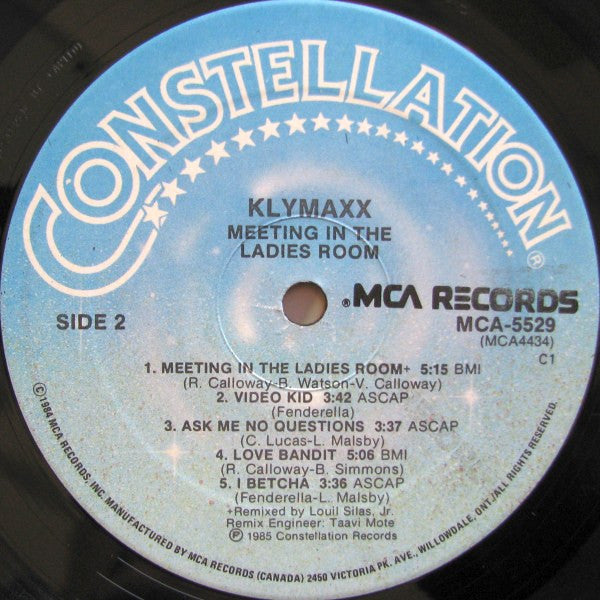 CONSTELLATION®
KLYMAXX
MEETING IN THE
LADIES ROOM
®MCA RECORDS
SIDE 2
MCA-5529
(MCA4434)
C1
1. MEETING IN THE LADIES ROOM+ 5:15 BMI
(R. Calloway-B. Watson-V. Calloway)
2. VIDEO KID 3:42 ASCAP
(Fenderella)
3. ASK ME NO QUESTIONS 3:37 ASCAP
(C. Lucas-L. Malsby)
4. LOVE BANDIT 5:06 BMI
(R. Calloway-B. Simmons)
5. I BETCHA 3:36 ASCAP
(Fenderella-L. Malsby)
+Remixed by Louil Silas, Jr.
Remix Engineer: Taavi Mote
℗ 1985 Constellation Records
©1984 MCA RECORDS, INC. MANUFACTURED BY MCA RECORDS (CANADA) 2450 VICTORIA PK. AVE., WILLOWDALE, ONT./ALL RIGHTS RESERVED.